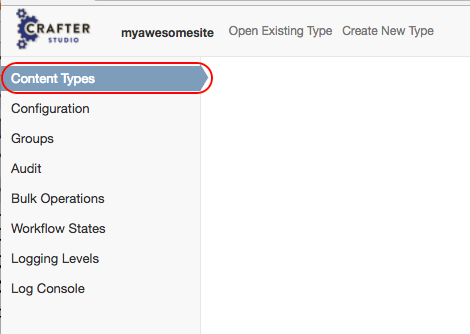 CRAFTER
STUDIO
myawesomesite Open Existing Type Create New Type
Content Types
Configuration
Groups
Audit
Bulk Operations
Workflow States
Logging Levels
Log Console